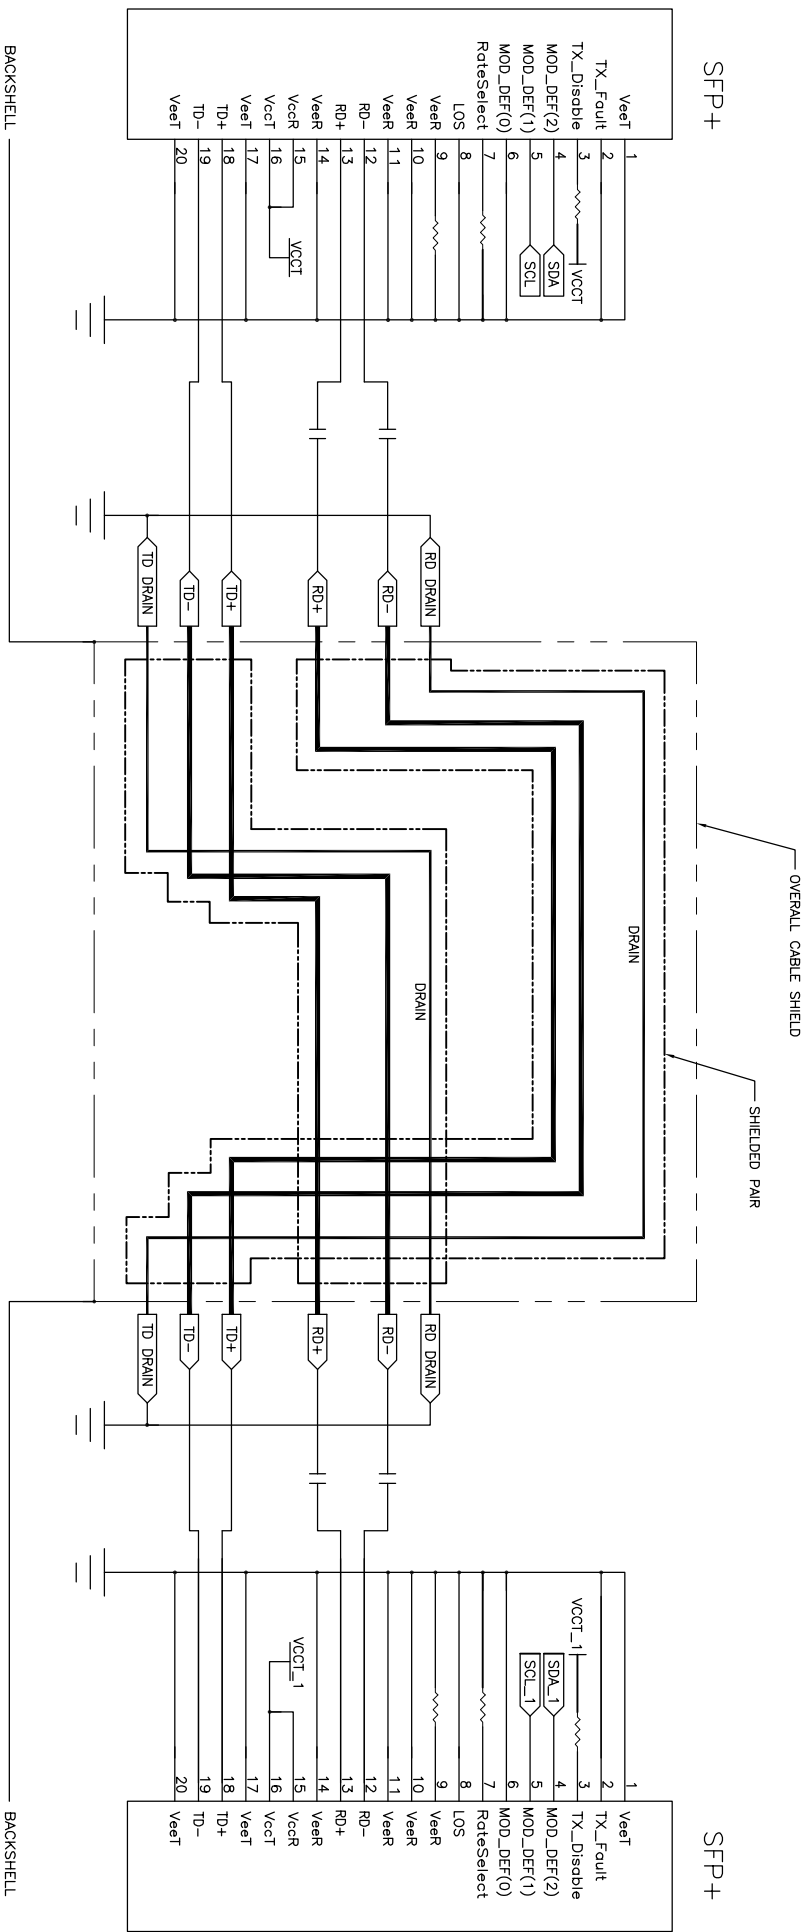 SFP+
VeeT
TX_Fault
TX_Disable
MOD_DEF(2)
MOD_DEF(1)
MOD_DEF(0)
RateSelect
LOS
VeeR
VeeR
VeeR
RD-
RD+
VeeR
VccR
VccT
VeeT
TD+
TD-
VeeT
1
2
3
4
5
6
7
8
9
10
11
12
13
14
15
16
17
18
19
20
VCCT
SDA
SCL
VCCT
BACKSHELL
RD DRAIN
RD-
RD+
TD+
TD-
TD DRAIN
OVERALL CABLE SHIELD
SHIELDED PAIR
DRAIN
DRAIN
RD DRAIN
RD-
RD+
TD+
TD-
TD DRAIN
VCCT_1
SDA_1
SCL_1
VCCT_1
1
2
3
4
5
6
7
8
9
10
11
12
13
14
15
16
17
18
19
20
SFP+
VeeT
TX_Fault
TX_Disable
MOD_DEF(2)
MOD_DEF(1)
MOD_DEF(0)
RateSelect
LOS
VeeR
VeeR
VeeR
RD-
RD+
VeeR
VccR
VccT
VeeT
TD+
TD-
VeeT
BACKSHELL